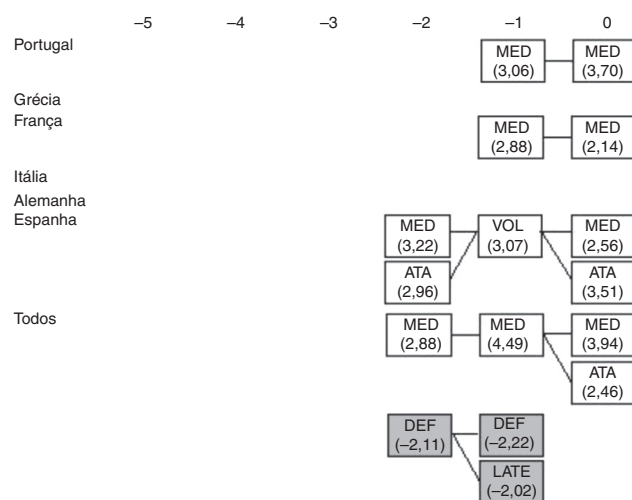 –5 –4 –3 –2 –1 0
Portugal
MED MED
(3,06) (3,70)
Grécia
França
MED MED
(2,88) (2,14)
Itália
Alemanha
Espanha
MED VOL MED
(3,22) (3,07) (2,56)
ATA ATA
(2,96) (3,51)
Todos
MED MED MED
(2,88) (4,49) (3,94)
ATA
(2,46)
DEF DEF
(–2,11) (–2,22)
LATE
(–2,02)